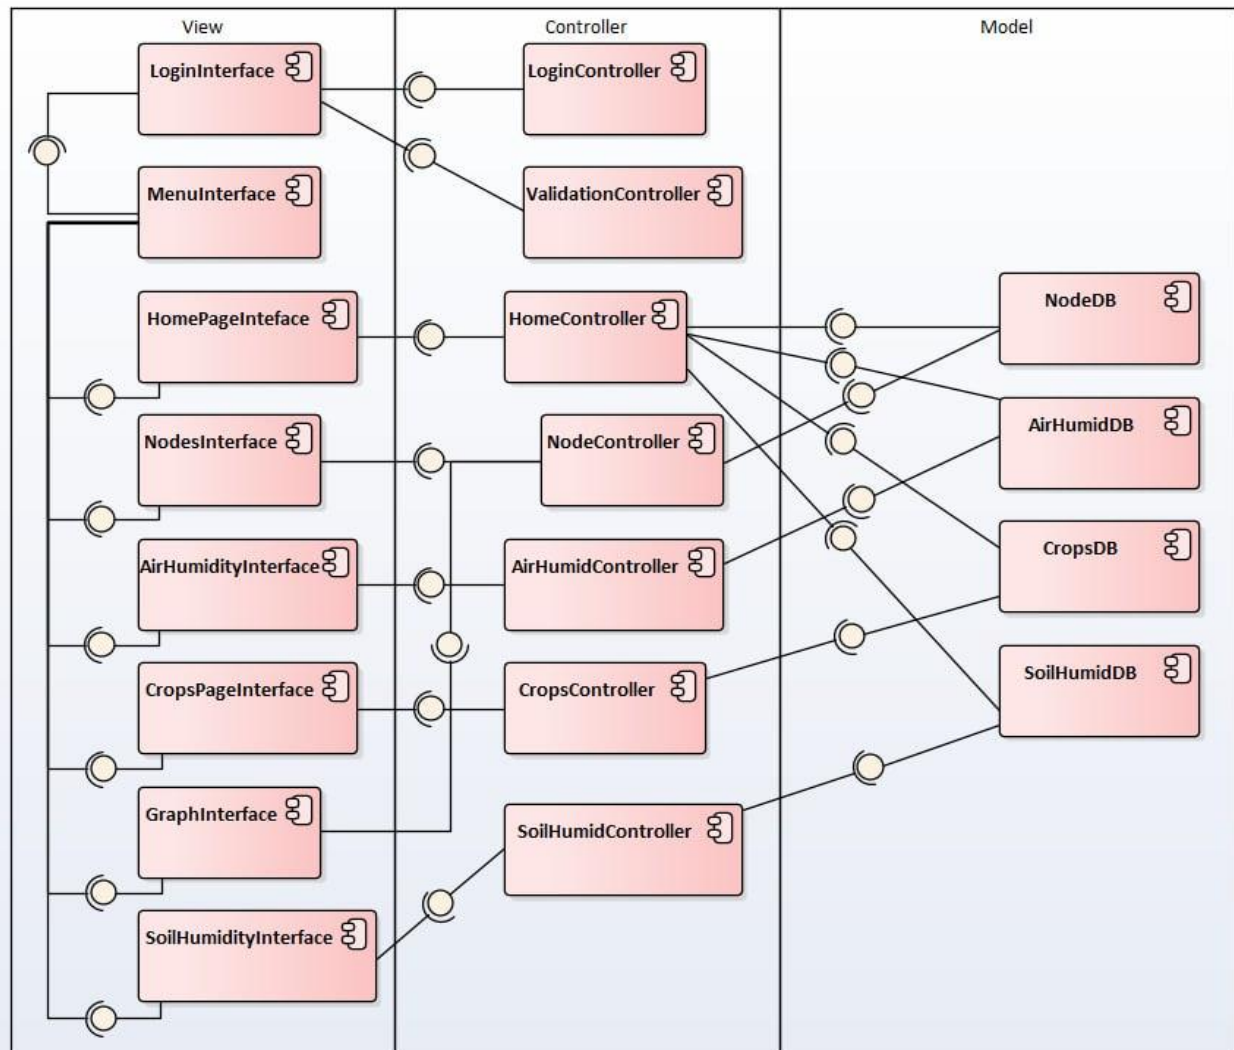 View
Controller
Model
LoginInterface
LoginController
MenuInterface
ValidationController
HomePageInteface
HomeController
NodeDB
NodesInterface
NodeController
AirHumidDB
AirHumidityInterface
AirHumidController
CropsDB
CropsPageInterface
CropsController
SoilHumidDB
GraphInterface
SoilHumidController
SoilHumidityInterface